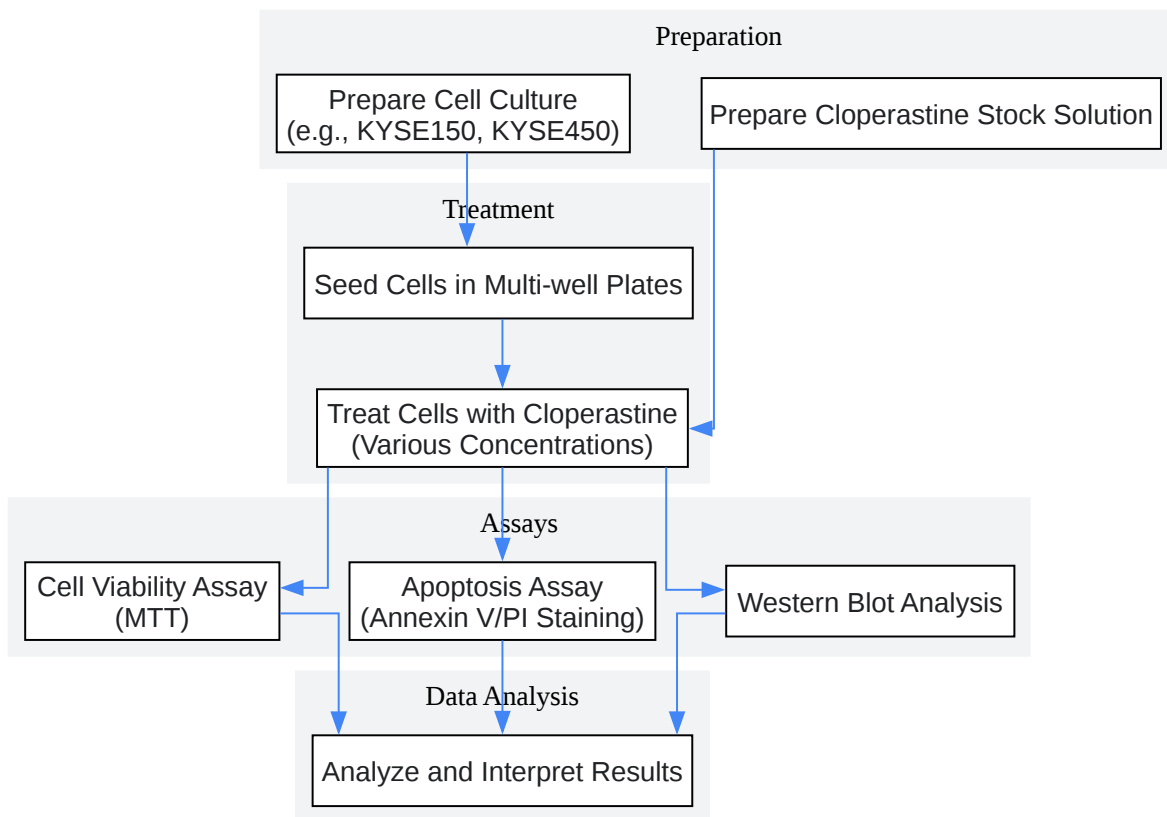 Preparation
Prepare Cell Culture
(e.g., KYSE150, KYSE450)
Prepare Cloperastine Stock Solution
Treatment
Seed Cells in Multi-well Plates
Treat Cells with Cloperastine
(Various Concentrations)
Assays
Cell Viability Assay
(MTT)
Apoptosis Assay
(Annexin V/PI Staining)
Western Blot Analysis
Data Analysis
Analyze and Interpret Results